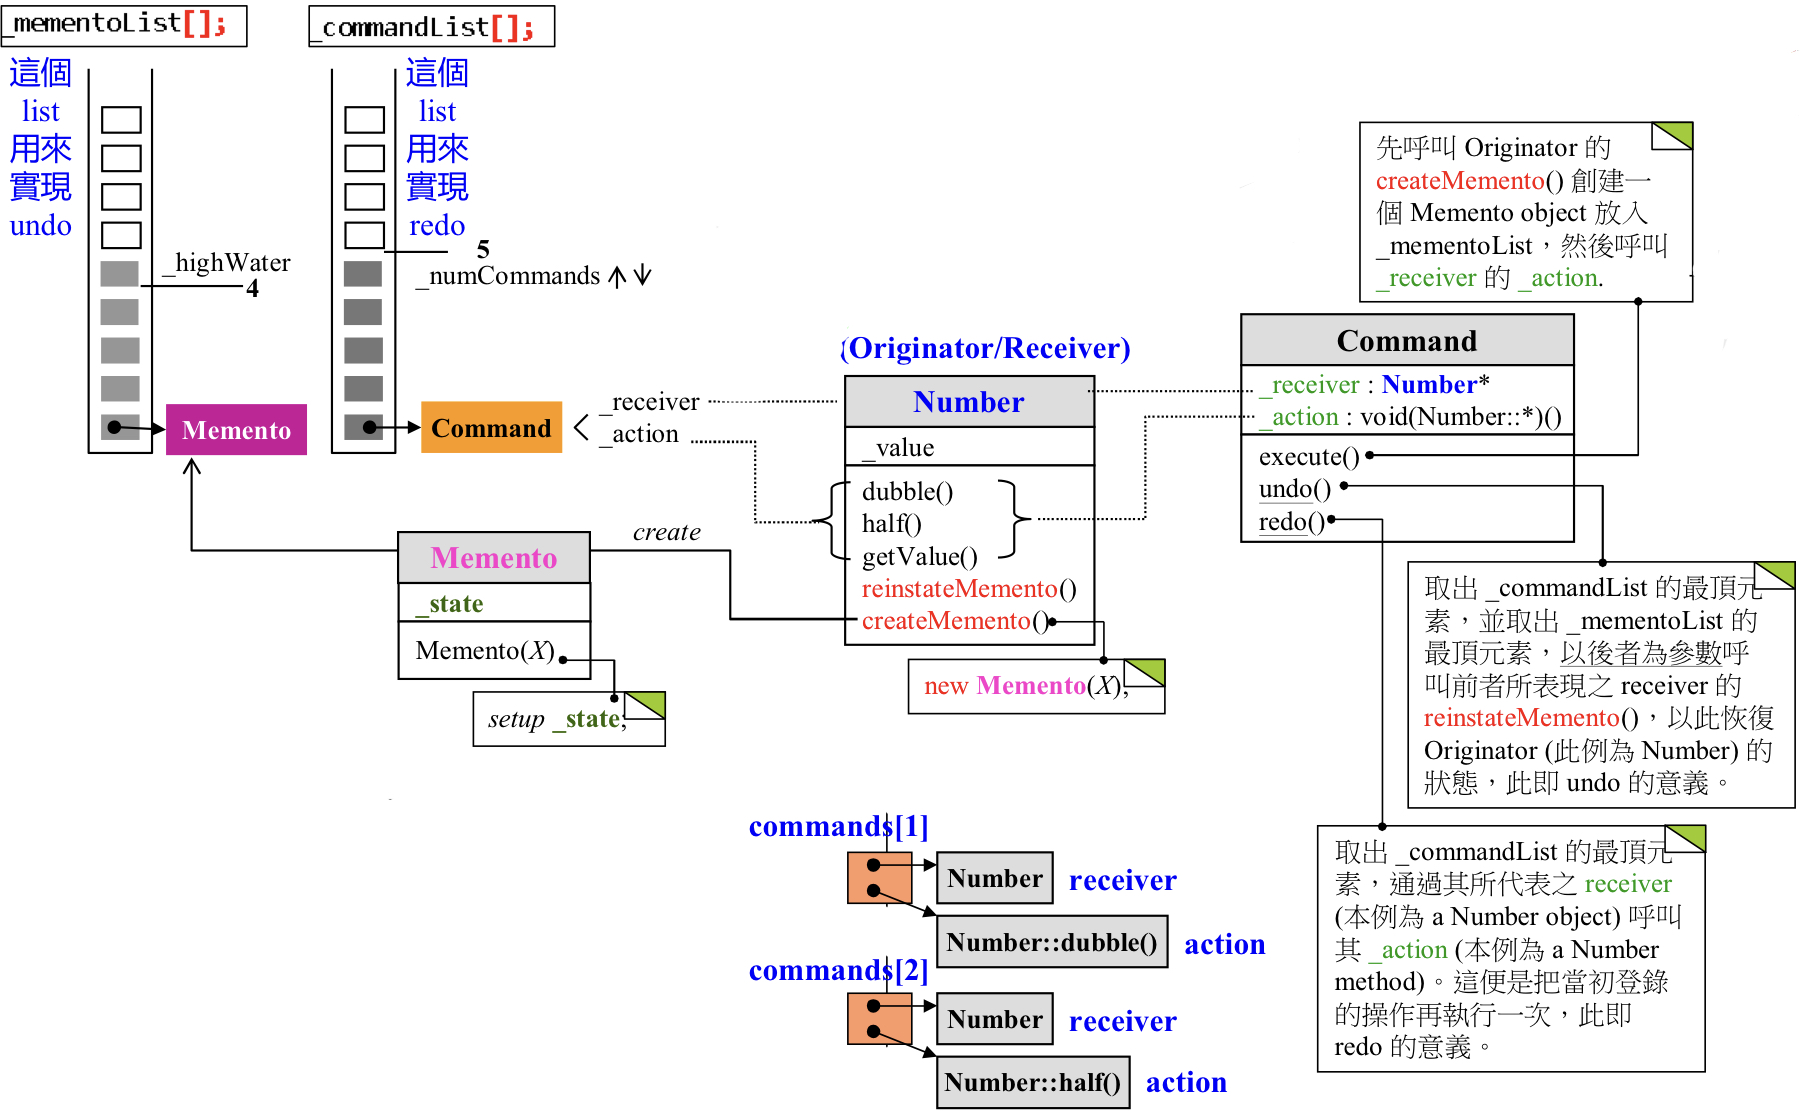 _mementoList[];
_commandList[];
這個
list
用來
實現
undo
這個
list
用來
實現
redo
_highWater
4
5
_numCommands
Memento
Command
_receiver
_action
(Originator/Receiver)
Number
_value
dubble()
half()
getValue()
reinstateMemento()
createMemento()
new Memento(X);
create
Memento
_state
Memento(X)
setup _state;
先呼叫 Originator 的
createMemento() 創建一
個 Memento object 放入
_mementoList，然後呼叫
_receiver 的 _action.
Command
_receiver : Number*
_action : void(Number::*)()
execute()
undo()
redo()
取出 _commandList 的最頂元
素，並取出 _mementoList 的
最頂元素，以後者為參數呼
叫前者所表現之 receiver 的
reinstateMemento()，以此恢復
Originator (此例為 Number) 的
狀態，此即 undo 的意義。
取出 _commandList 的最頂元
素，通過其所代表之 receiver
(本例為 a Number object) 呼叫
其 _action (本例為 a Number
method)。這便是把當初登錄
的操作再執行一次，此即
redo 的意義。
commands[1]
Number
receiver
Number::dubble()
action
commands[2]
Number
receiver
Number::half()
action